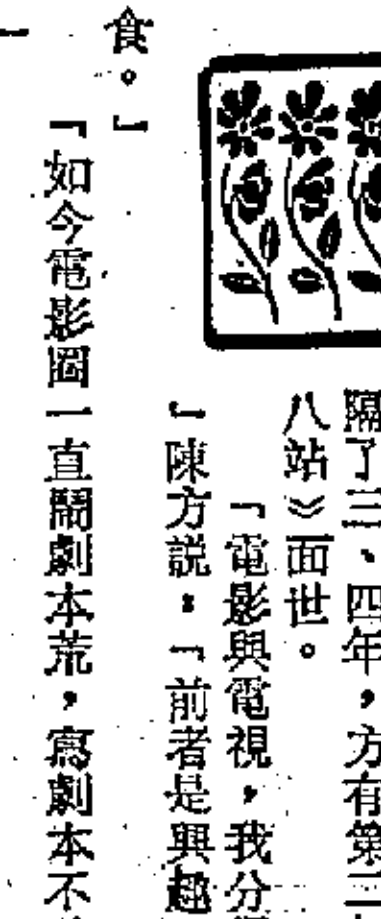 隔了三、四年，方有第三
八站》面世。
「電影與電視，我分
」陳方説：「前者是興趣
食。」
「如今電影圈一直鬧劇本荒，寫劇本不